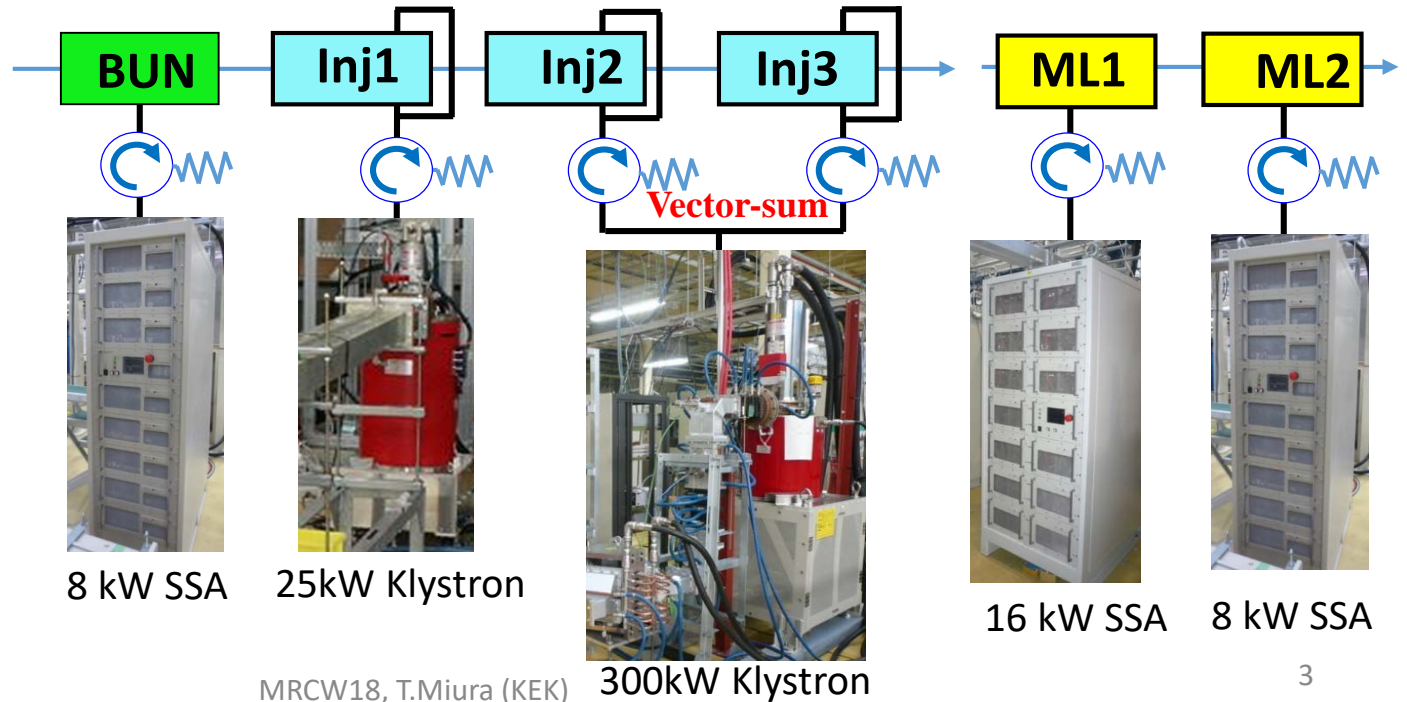 BUN Inj1 Inj2 Inj3 ML1 ML2
Vector-sum
8 kW SSA
25kW Klystron
300kW Klystron
16 kW SSA
8 kW SSA
MRCW18, T.Miura (KEK)
3